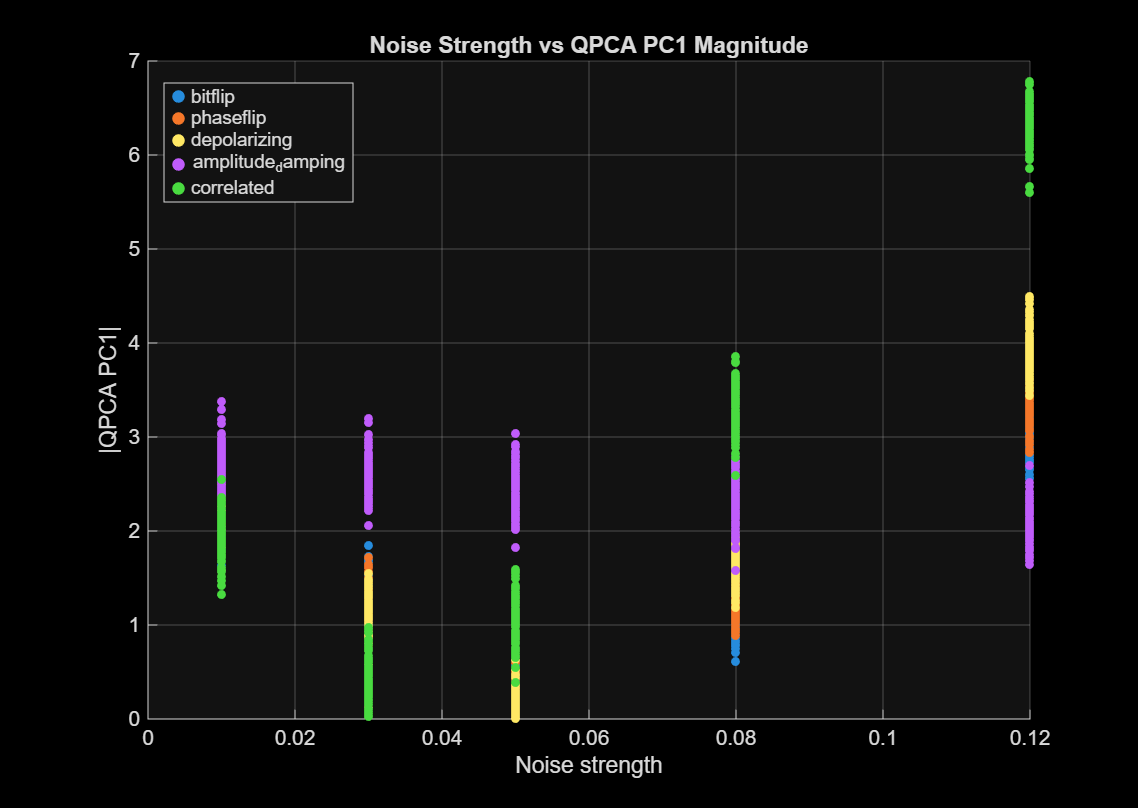 Noise Strength vs QPCA PC1 Magnitude
7
6
5
4
3
2
1
0
|QPCA PC1|
bitflip
phaseflip
depolarizing
amplitude_damping
correlated
0 0.02 0.04 0.06 0.08 0.1 0.12
Noise strength